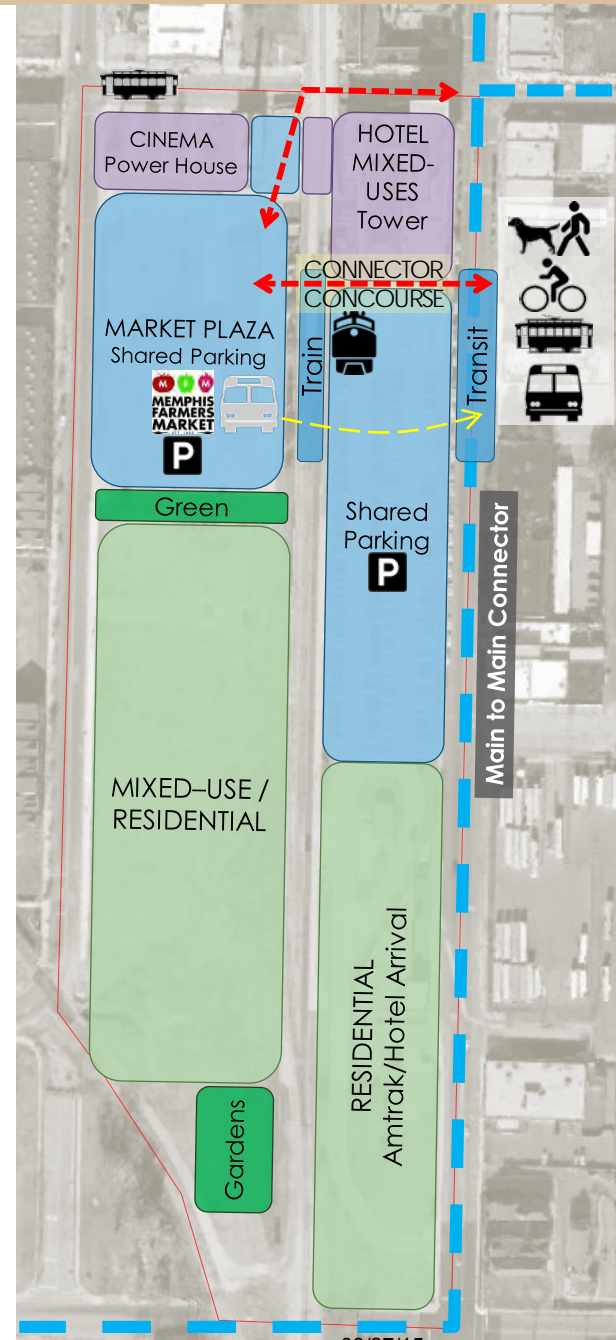 CINEMA
Power House
HOTEL
MIXED-
USES
Tower
CONNECTOR
CONCOURSE
MARKET PLAZA
Shared Parking
MEMPHIS
FARMERS
MARKET
P
Train
Transit
Green
Shared
Parking
P
Main to Main Connector
MIXED–USE /
RESIDENTIAL
RESIDENTIAL
Amtrak/Hotel Arrival
Gardens